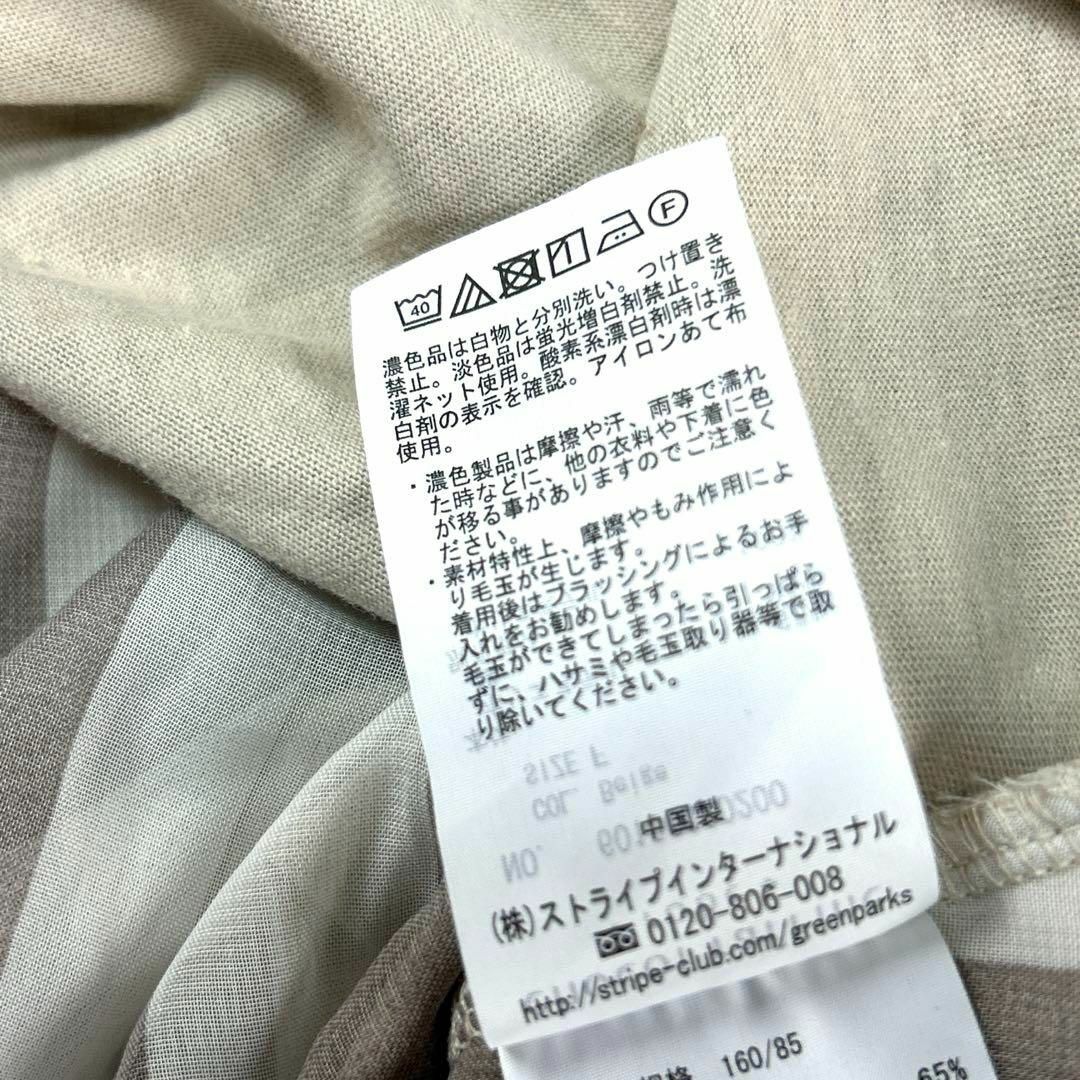 40 F
濃色品は白物と分別洗い。つけ置き
禁止。淡色品は蛍光増白剤禁止。洗
濯ネット使用。酸素系漂白剤時は漂
白剤の表示を確認。アイロンあて布
使用。
・濃色製品は摩擦や汗、雨等で濡れ
た時などに、他の衣料や下着に色
が移る事がありますのでご注意く
ださい。
・素材特性上、摩擦やもみ作用によ
り毛玉が生じます。
着用後はブラッシングによるお手
入れをお勧めします。
毛玉ができてしまったら引っぱら
ずに、ハサミや毛玉取り器等で取
り除いてください。
SIZE F
COL. Beige
NO.
中国製
(株)ストライプインターナショナル
0120-806-008
http://stripe-club.com/greenparks
160/85
65%